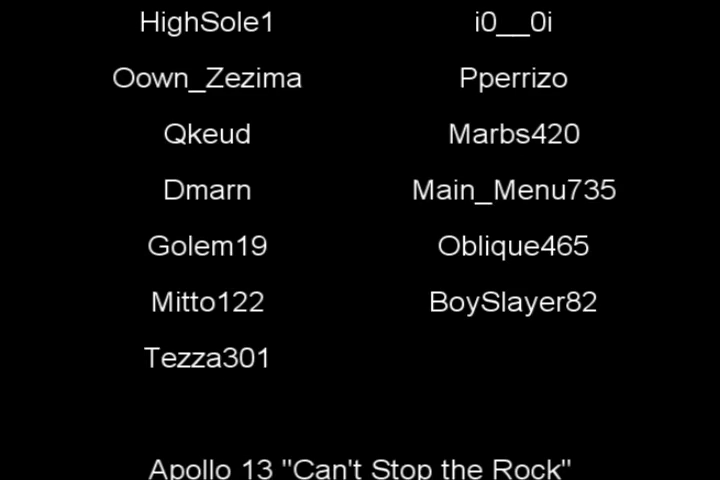 HighSole1 i0__0i
Oown_Zezima Pperrizo
Qkeud Marbs420
Dmarn Main_Menu735
Golem19 Oblique465
Mitto122 BoySlayer82
Tezza301
Apollo 13 "Can't Stop the Rock"